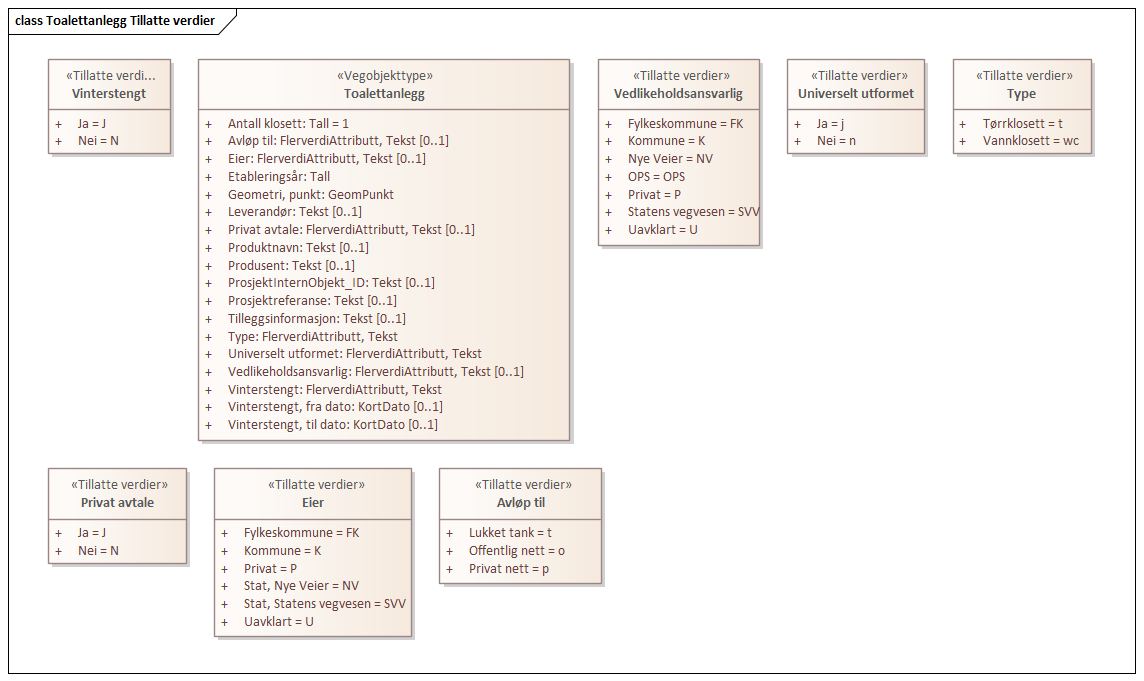 class Toalettanlegg Tillatte verdier
«Tillatte verdi...
Vinterstengt
+ Ja = J
+ Nei = N
«Vegobjekttype»
Toalettanlegg
+ Antall klosett: Tall = 1
+ Avløp til: FlerverdiAttributt, Tekst [0..1]
+ Eier: FlerverdiAttributt, Tekst [0..1]
+ Etableringsår: Tall
+ Geometri, punkt: GeomPunkt
+ Leverandør: Tekst [0..1]
+ Privat avtale: FlerverdiAttributt, Tekst [0..1]
+ Produktnavn: Tekst [0..1]
+ Produsent: Tekst [0..1]
+ ProsjektInternObjekt_ID: Tekst [0..1]
+ Prosjektreferanse: Tekst [0..1]
+ Tilleggsinformasjon: Tekst [0..1]
+ Type: FlerverdiAttributt, Tekst
+ Universelt utformet: FlerverdiAttributt, Tekst
+ Vedlikeholdsansvarlig: FlerverdiAttributt, Tekst [0..1]
+ Vinterstengt: FlerverdiAttributt, Tekst
+ Vinterstengt, fra dato: KortDato [0..1]
+ Vinterstengt, til dato: KortDato [0..1]
«Tillatte verdier»
Vedlikeholdsansvarlig
+ Fylkeskommune = FK
+ Kommune = K
+ Nye Veier = NV
+ OPS = OPS
+ Privat = P
+ Statens vegvesen = SVV
+ Uavklart = U
«Tillatte verdier»
Universelt utformet
+ Ja = j
+ Nei = n
«Tillatte verdier»
Type
+ Tørrklosett = t
+ Vannklosett = wc
«Tillatte verdier»
Privat avtale
+ Ja = J
+ Nei = N
«Tillatte verdier»
Eier
+ Fylkeskommune = FK
+ Kommune = K
+ Privat = P
+ Stat, Nye Veier = NV
+ Stat, Statens vegvesen = SVV
+ Uavklart = U
«Tillatte verdier»
Avløp til
+ Lukket tank = t
+ Offentlig nett = o
+ Privat nett = p